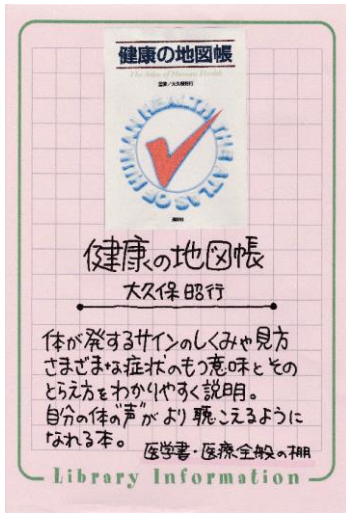 健康の地図帳
The Atlas of Human Health
監修/大久保昭行
THE ATLAS OF HUMAN HEALTH
講談社
健康の地図帳
大久保 昭行
体が発するサインのしくみや見方
さまざまな症状のもつ意味とその
とらえ方をわかりやすく説明。
自分の体の"声"がより聴こえるように
なれる本。
医学書・医療全般の棚
Library Information